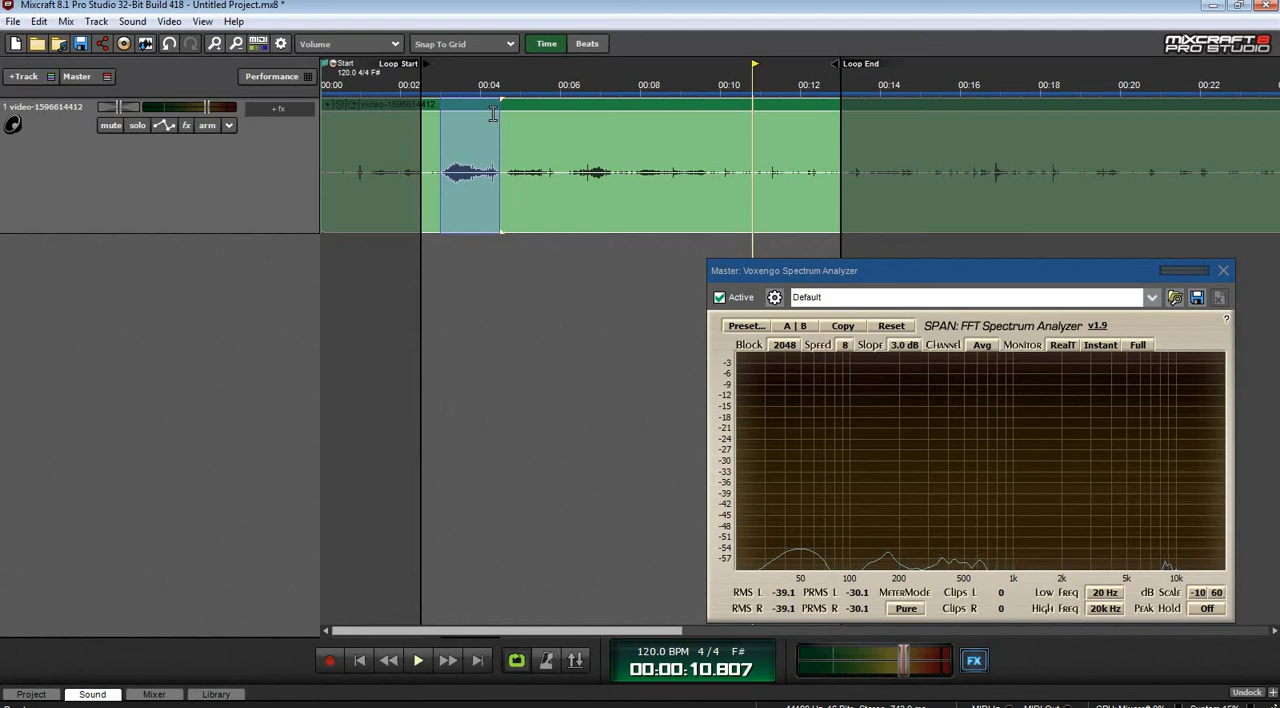 Mixcraft 8.1 Pro Studio 32-Bit Build 418 - Untitled Project.mx8 *
File Edit Mix Track Sound Video View Help
Volume Snap To Grid Time Beats MIXCRAFT 8 PRO STUDIO
+Track Master Performance
Start Loop Start Loop End
120.0 4/4 F#
00:00 00:02 00:04 00:06 00:08 00:10 00:12 00:14 00:16 00:18 00:20 00:22
1 video-1596614412 + fx video-1596614412
mute solo fx arm
Master: Voxengo Spectrum Analyzer
Active Default
Preset... A | B Copy Reset SPAN: FFT Spectrum Analyzer v1.9 ?
Block 2048 Speed 8 Slope 3.0 dB Channel Avg Monitor RealT Instant Full
-3
-6
-9
-12
-15
-18
-21
-24
-27
-30
-33
-36
-39
-42
-45
-48
-51
-54
-57
50 100 200 500 1k 2k 5k 10k
RMS L -39.1 PRMS L -30.1 MeterMode Clips L 0 Low Freq 20 Hz dB Scale -10 60
RMS R -39.1 PRMS R -30.1 Pure Clips R 0 High Freq 20k Hz Peak Hold Off
120.0 BPM 4 / 4 F#
00:00:10.807
FX
Project Sound Mixer Library Undock